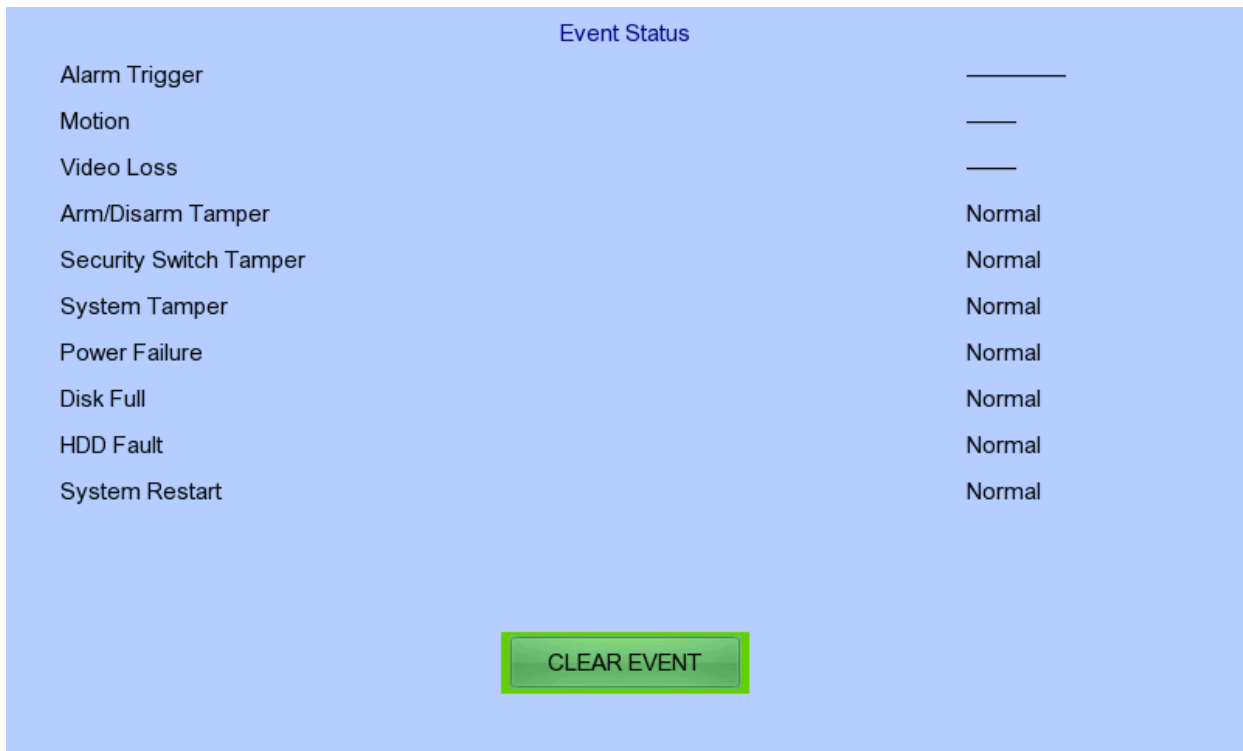 Event Status
Alarm Trigger ————————
Motion ————
Video Loss ————
Arm/Disarm Tamper Normal
Security Switch Tamper Normal
System Tamper Normal
Power Failure Normal
Disk Full Normal
HDD Fault Normal
System Restart Normal
CLEAR EVENT